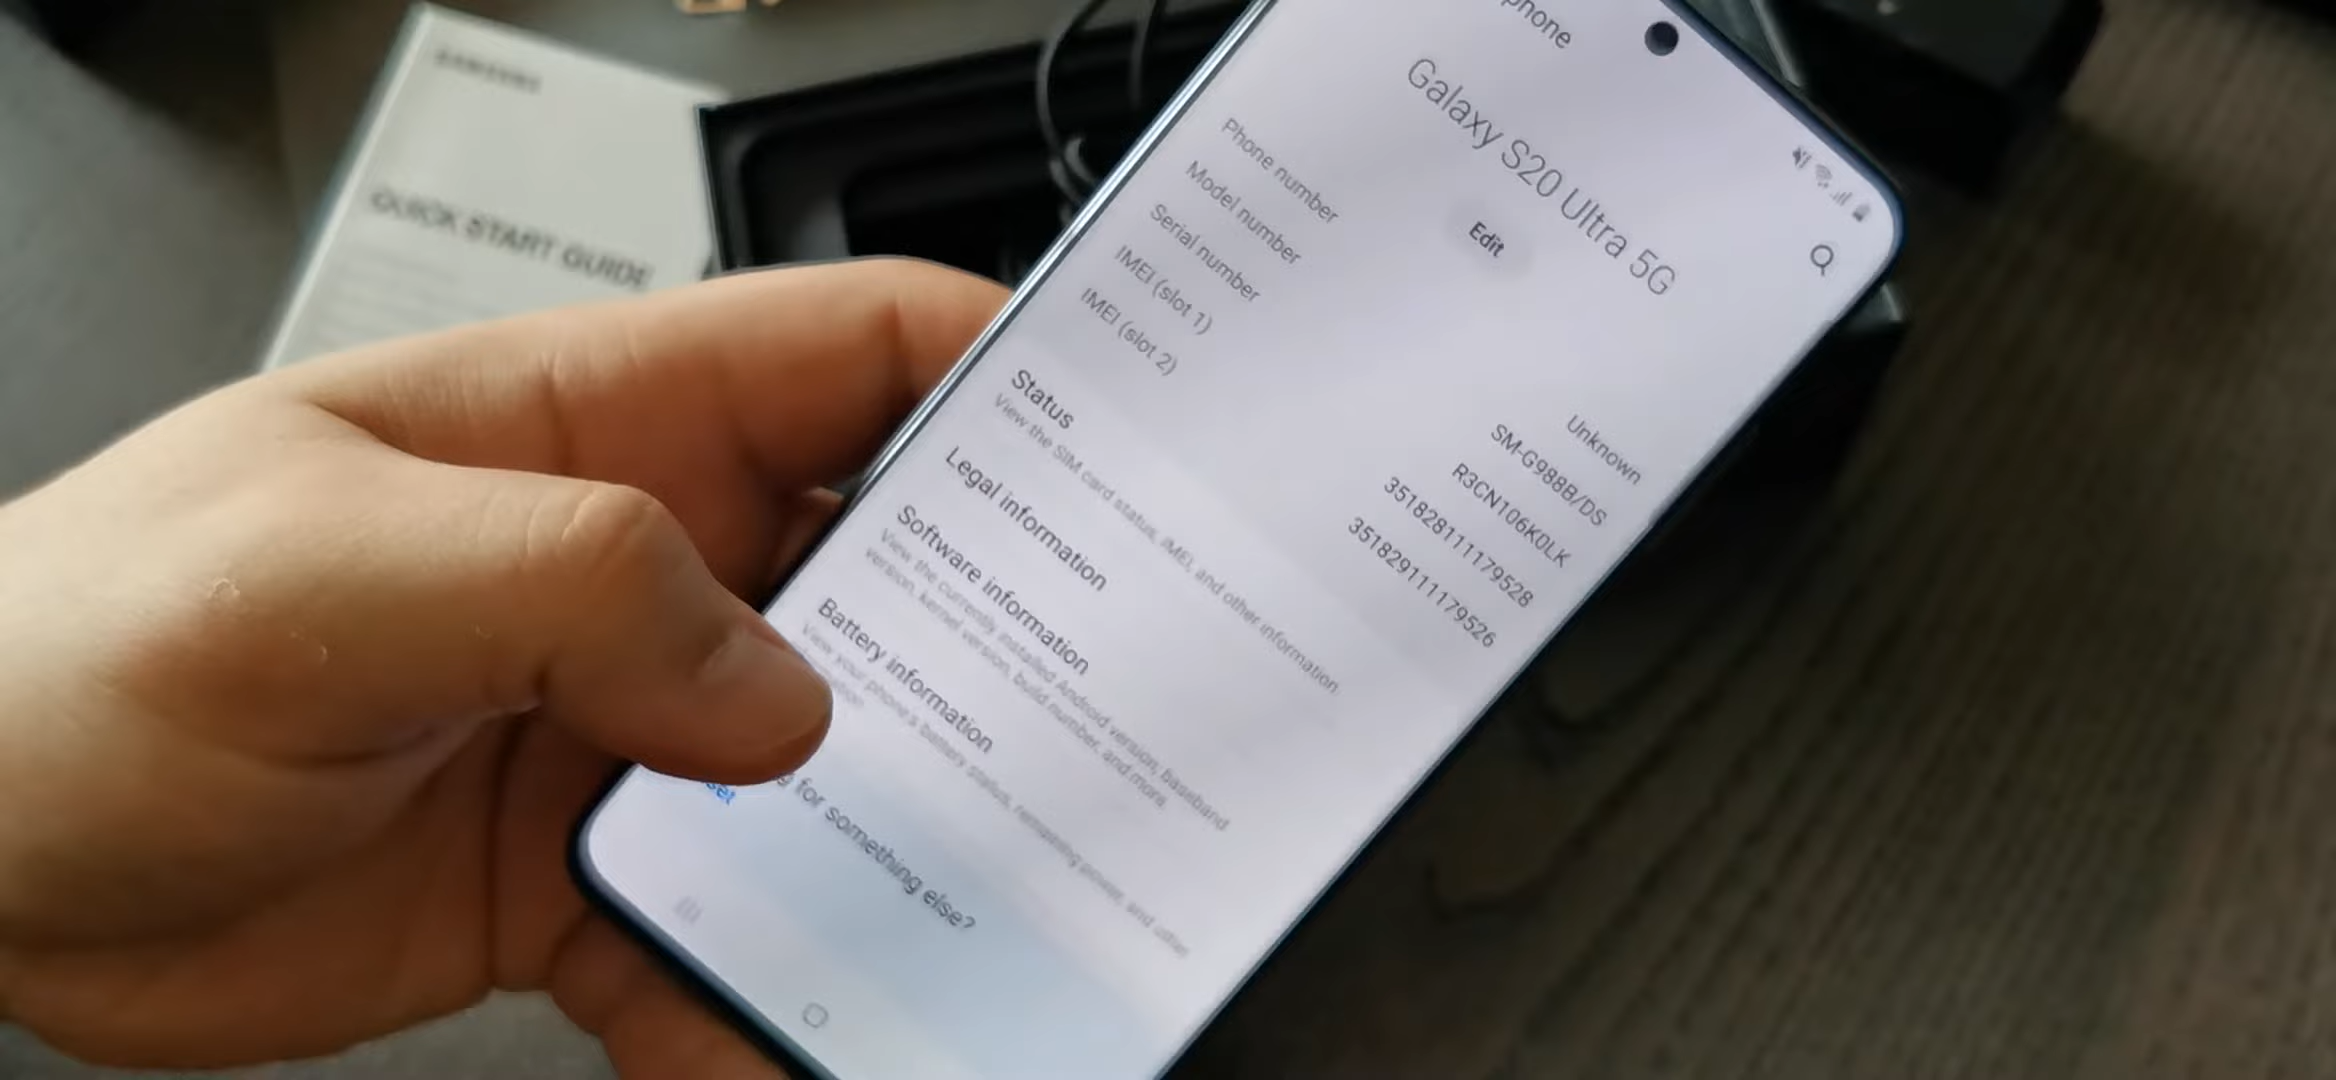 SAMSUNG
QUICK START GUIDE
phone
Galaxy S20 Ultra 5G
Edit
Phone number Unknown
Model number SM-G988B/DS
Serial number R3CN106K0LK
IMEI (slot 1) 351828111179528
IMEI (slot 2) 351829111179526
Status
View the SIM card status, IMEI, and other information
Legal information
Software information
View the currently installed Android version, baseband
version, kernel version, build number, and more.
Battery information
View your phone's battery status, remaining power, and other
g for something else?
set